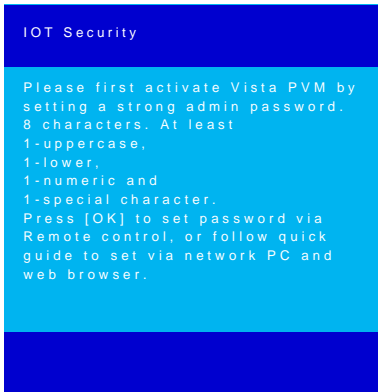 IOT Security
Please first activate Vista PVM by
setting a strong admin password.
8 characters. At least
1-uppercase,
1-lower,
1-numeric and
1-special character.
Press [OK] to set password via
Remote control, or follow quick
guide to set via network PC and
web browser.